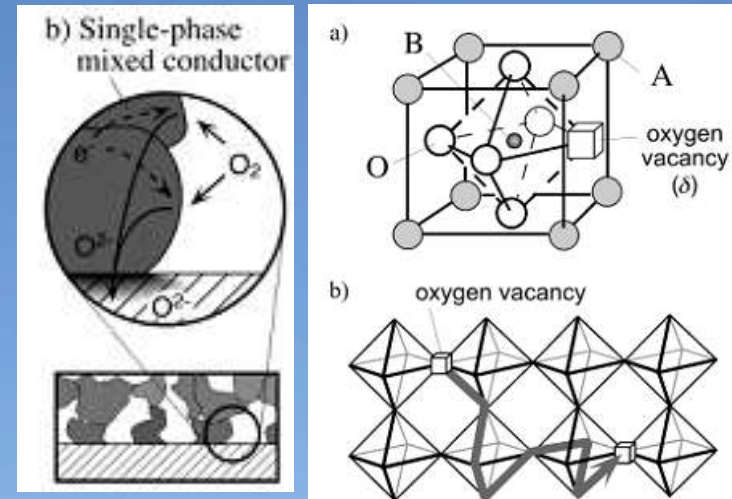 b) Single-phase
mixed conductor
e⁻
O₂
O²⁻
O²⁻
a)
B
A
O
oxygen
vacancy
(δ)
b)
oxygen vacancy